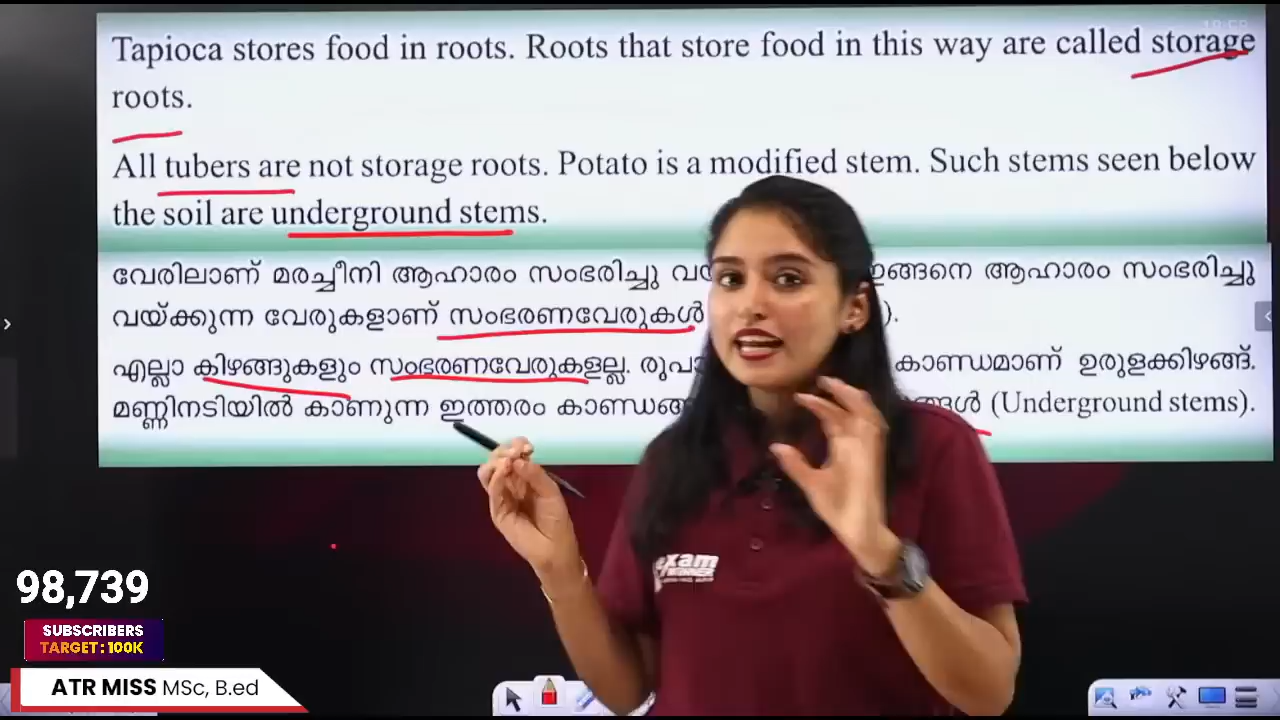 Tapioca stores food in roots. Roots that store food in this way are called storage
roots.
All tubers are not storage roots. Potato is a modified stem. Such stems seen below
the soil are underground stems.
വേരിലാണ് മരച്ചീനി ആഹാരം സംഭരിച്ചു ഇങ്ങനെ ആഹാരം സംഭരിച്ചു
വയ്ക്കുന്ന വേരുകളാണ് സംഭരണവേരുകൾ ).
എല്ലാ കിഴങ്ങുകളും സംഭരണവേരുകളല്ല. കാണ്ഡമാണ് ഉരുളക്കിഴങ്ങ്.
മണ്ണിനടിയിൽ കാണുന്ന ഇത്തരം (Underground stems).
exam
98,739
SUBSCRIBERS
TARGET : 100K
ATR MISS MSc, B.ed